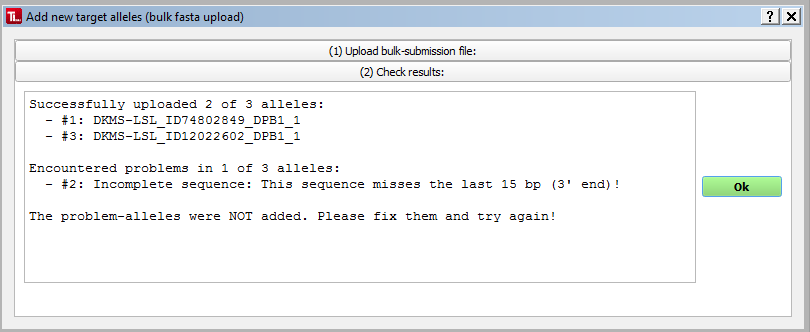 TL Add new target alleles (bulk fasta upload) ?
(1) Upload bulk-submission file:
(2) Check results:
Successfully uploaded 2 of 3 alleles:
- #1: DKMS-LSL_ID74802849_DPB1_1
- #3: DKMS-LSL_ID12022602_DPB1_1
Encountered problems in 1 of 3 alleles:
- #2: Incomplete sequence: This sequence misses the last 15 bp (3' end)!
Ok
The problem-alleles were NOT added. Please fix them and try again!